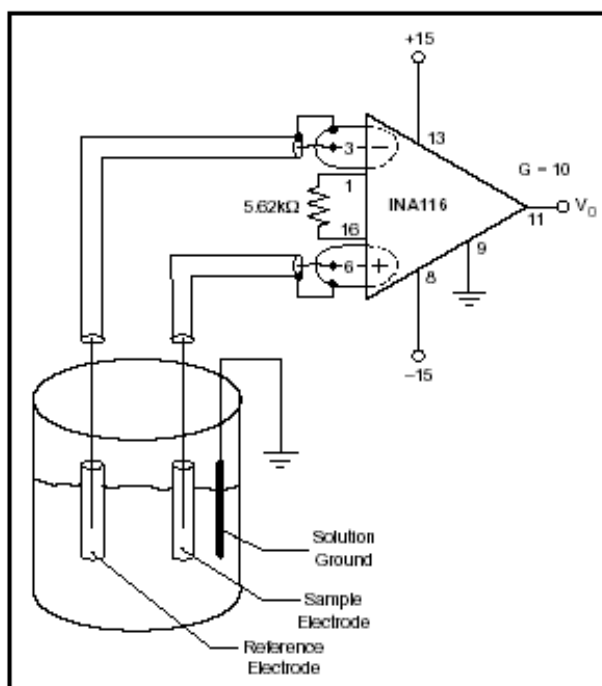 +15
13
3
−
G = 10
1
5.62kΩ
INA116
11
V₀
16
6
+
9
8
−15
Solution
Ground
Sample
Electrode
Reference
Electrode